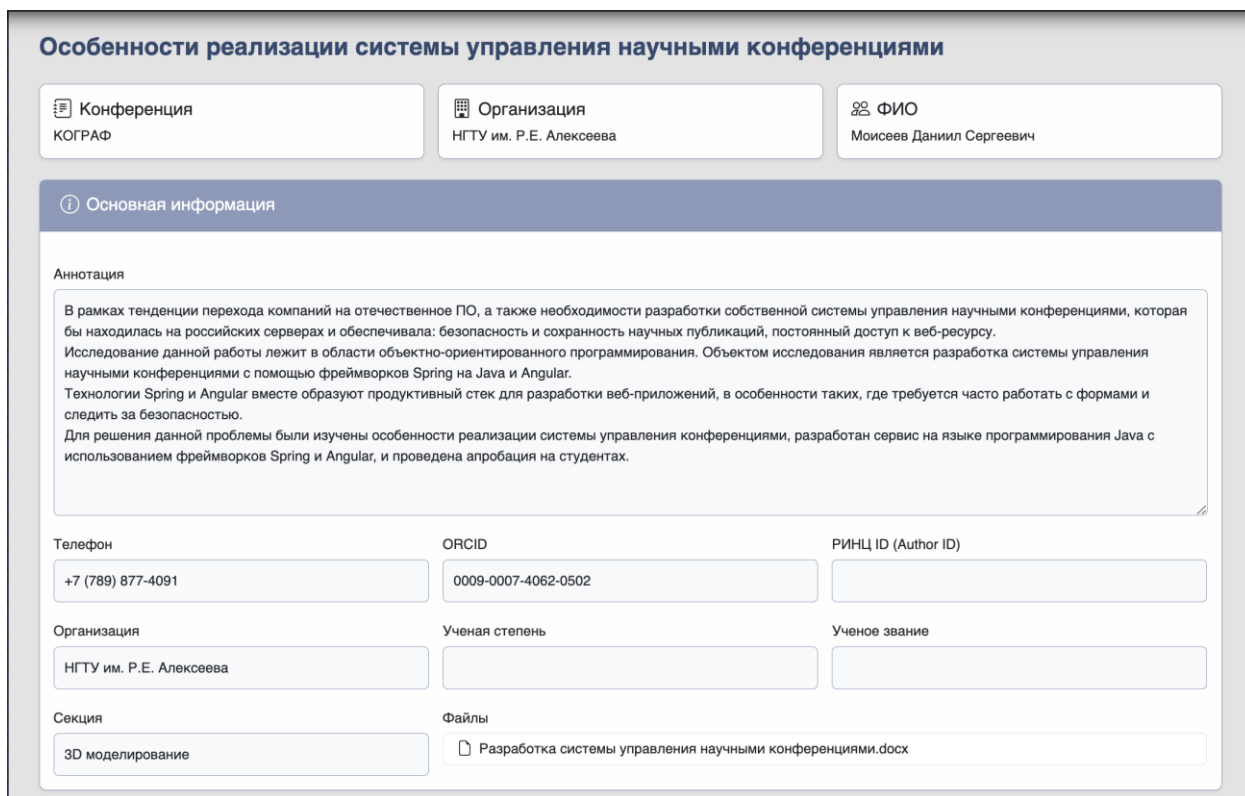 Особенности реализации системы управления научными конференциями
Конференция
КОГРАФ
Организация
НГТУ им. Р.Е. Алексеева
ФИО
Моисеев Даниил Сергеевич
Основная информация
Аннотация
В рамках тенденции перехода компаний на отечественное ПО, а также необходимости разработки собственной системы управления научными конференциями, которая
бы находилась на российских серверах и обеспечивала: безопасность и сохранность научных публикаций, постоянный доступ к веб-ресурсу.
Исследование данной работы лежит в области объектно-ориентированного программирования. Объектом исследования является разработка системы управления
научными конференциями с помощью фреймворков Spring на Java и Angular.
Технологии Spring и Angular вместе образуют продуктивный стек для разработки веб-приложений, в особенности таких, где требуется часто работать с формами и
следить за безопасностью.
Для решения данной проблемы были изучены особенности реализации системы управления конференциями, разработан сервис на языке программирования Java с
использованием фреймворков Spring и Angular, и проведена апробация на студентах.
Телефон
+7 (789) 877-4091
ORCID
0009-0007-4062-0502
РИНЦ ID (Author ID)
Организация
НГТУ им. Р.Е. Алексеева
Ученая степень
Ученое звание
Секция
3D моделирование
Файлы
Разработка системы управления научными конференциями.docx